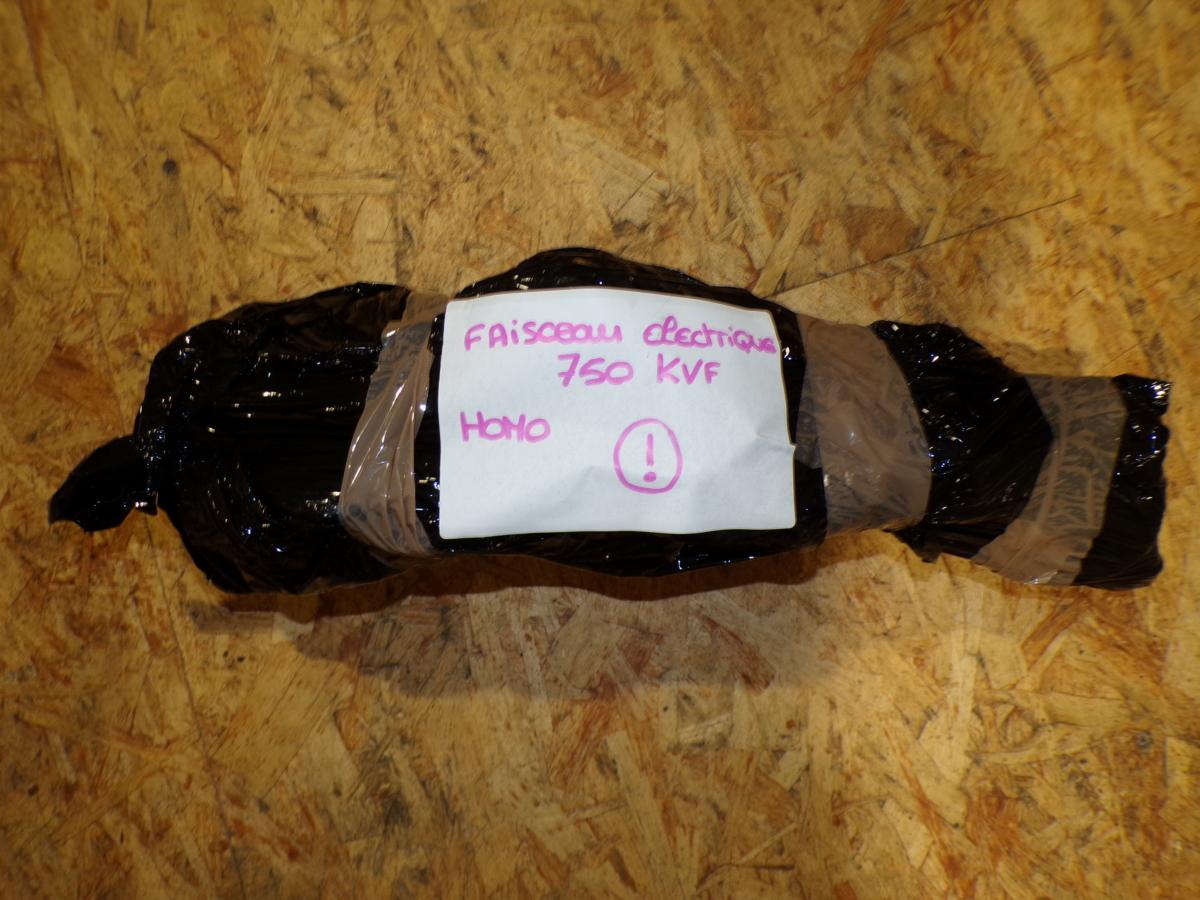 FAisceau electrique
750 KVF
HOMO
!